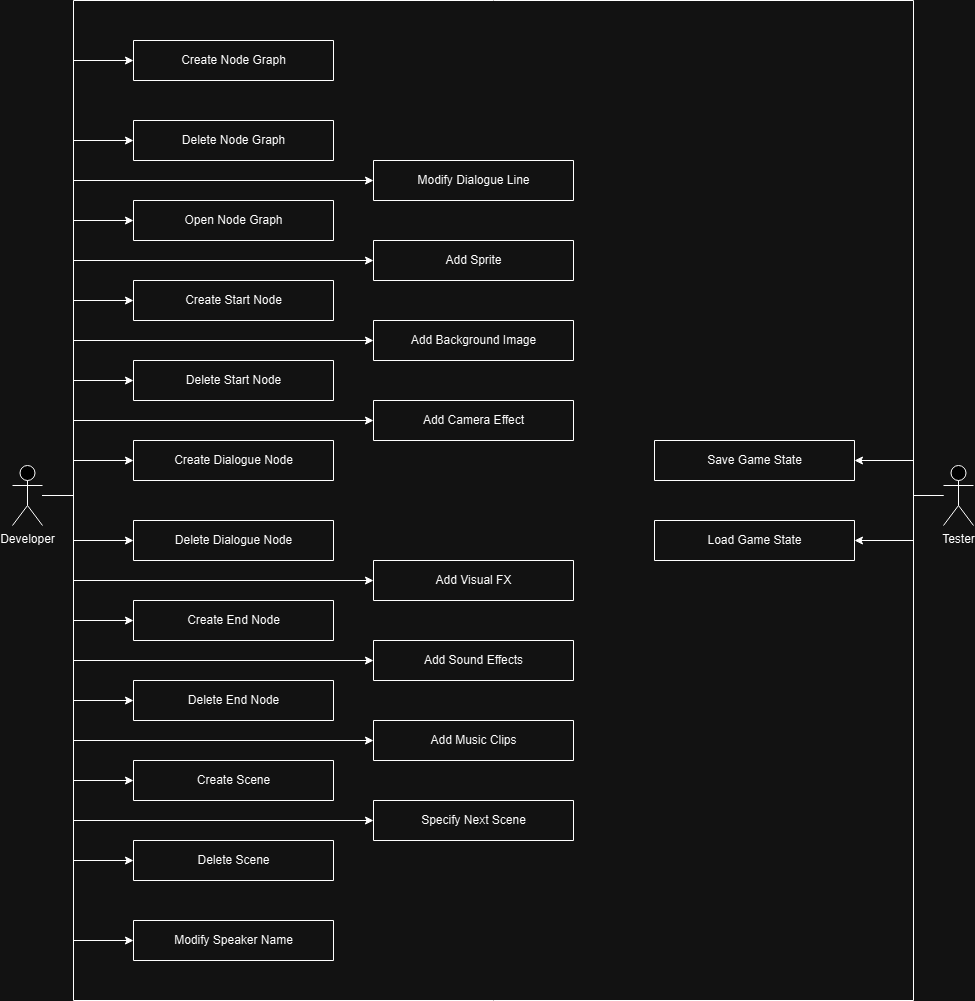 Create Node Graph
Delete Node Graph
Modify Dialogue Line
Open Node Graph
Add Sprite
Create Start Node
Add Background Image
Delete Start Node
Add Camera Effect
Create Dialogue Node
Save Game State
Developer
Tester
Delete Dialogue Node
Load Game State
Add Visual FX
Create End Node
Add Sound Effects
Delete End Node
Add Music Clips
Create Scene
Specify Next Scene
Delete Scene
Modify Speaker Name